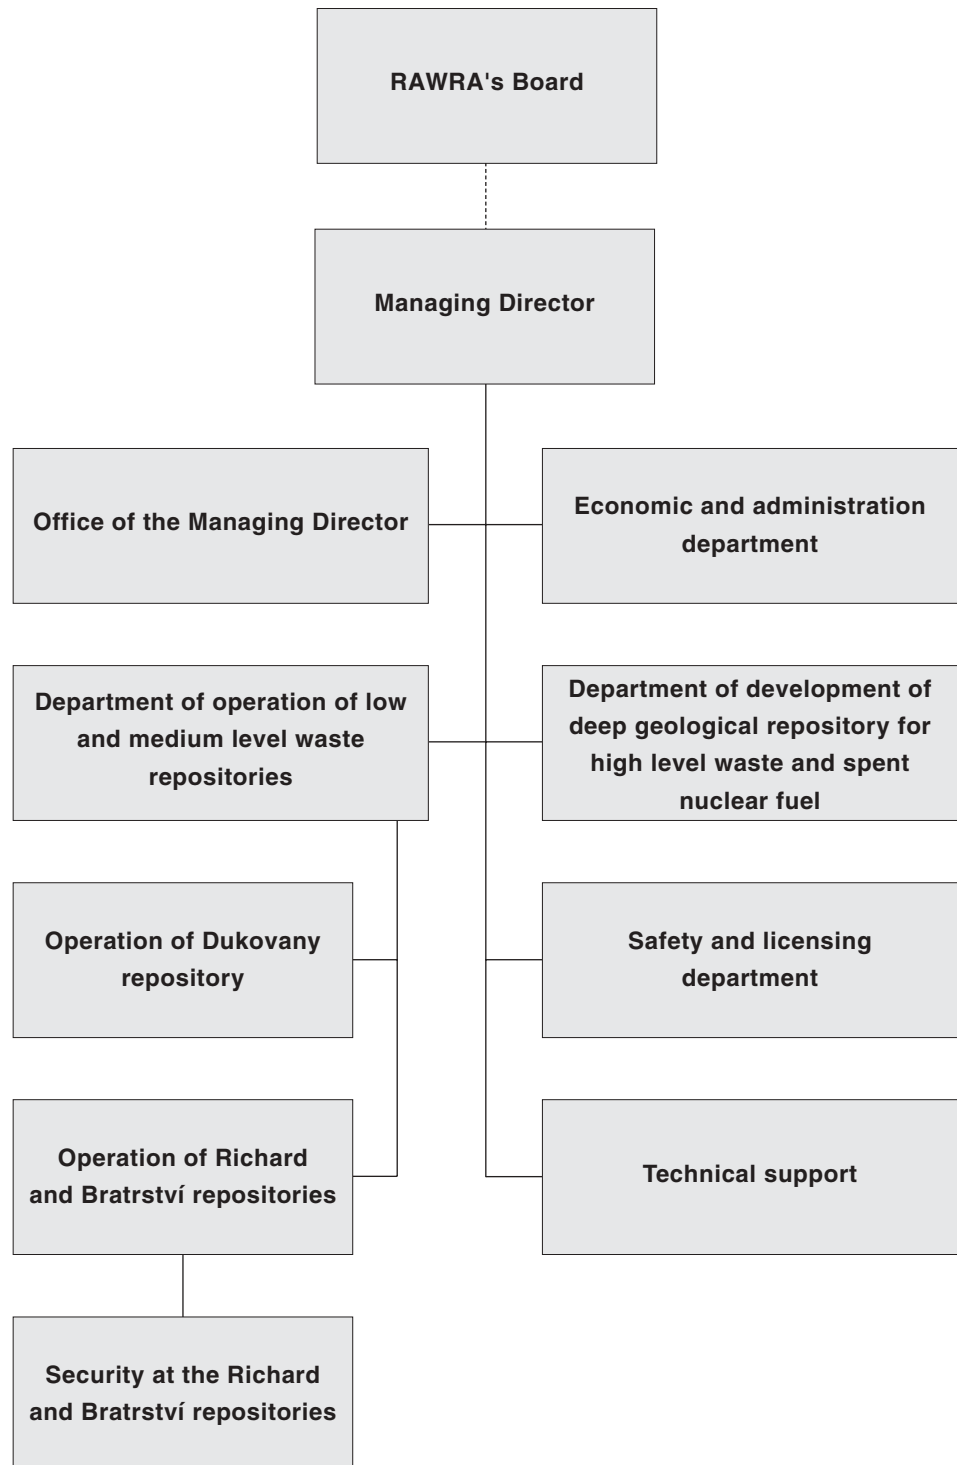 RAWRA's Board
Managing Director
Office of the Managing Director
Economic and administration
department
Department of operation of low
and medium level waste
repositories
Department of development of
deep geological repository for
high level waste and spent
nuclear fuel
Operation of Dukovany
repository
Safety and licensing
department
Operation of Richard
and Bratrství repositories
Technical support
Security at the Richard
and Bratrství repositories